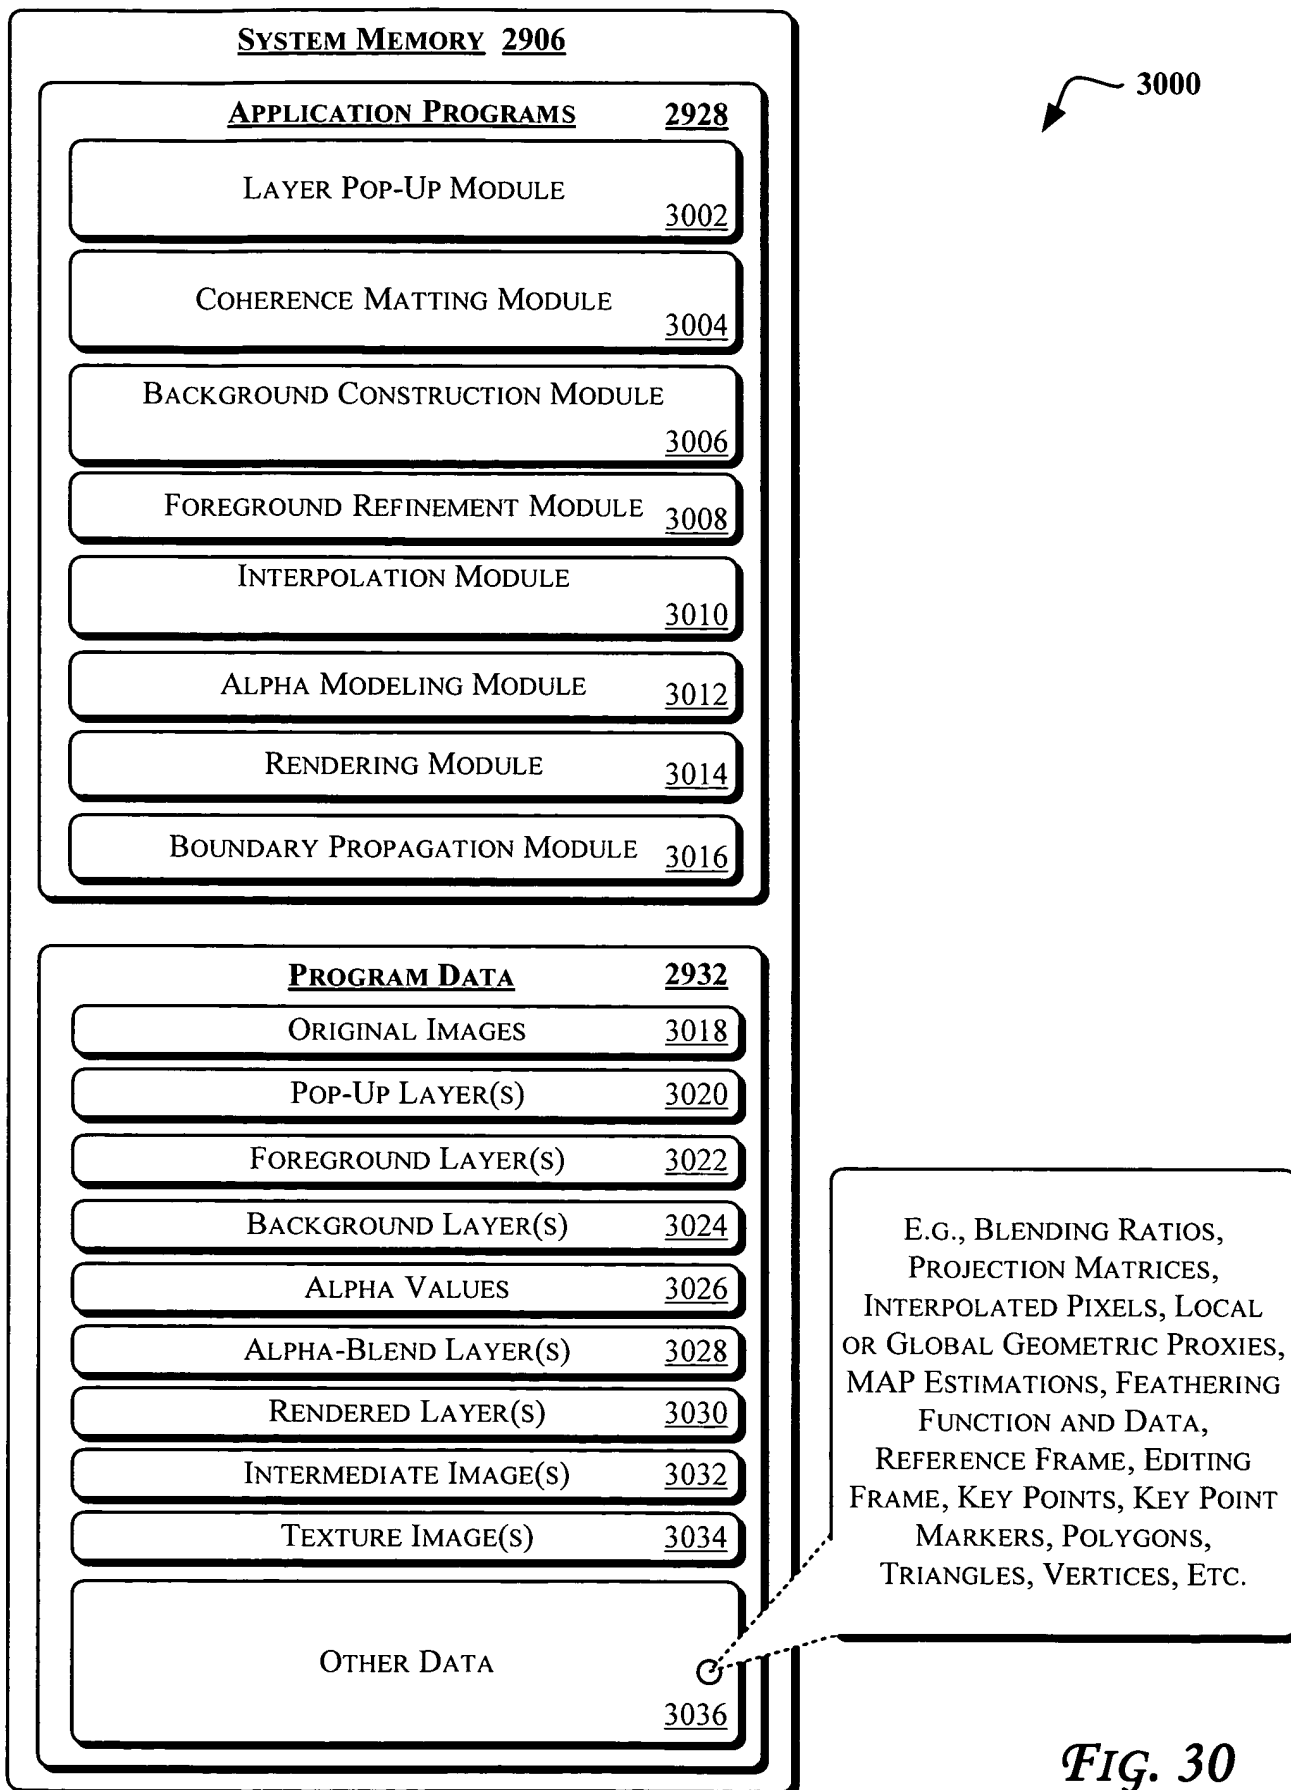 SYSTEM MEMORY 2906
3000
APPLICATION PROGRAMS 2928
LAYER POP-UP MODULE
3002
COHERENCE MATTING MODULE
3004
BACKGROUND CONSTRUCTION MODULE
3006
FOREGROUND REFINEMENT MODULE 3008
INTERPOLATION MODULE
3010
ALPHA MODELING MODULE 3012
RENDERING MODULE 3014
BOUNDARY PROPAGATION MODULE 3016
PROGRAM DATA 2932
ORIGINAL IMAGES 3018
POP-UP LAYER(S) 3020
FOREGROUND LAYER(S) 3022
BACKGROUND LAYER(S) 3024
ALPHA VALUES 3026
ALPHA-BLEND LAYER(S) 3028
RENDERED LAYER(S) 3030
INTERMEDIATE IMAGE(S) 3032
TEXTURE IMAGE(S) 3034
OTHER DATA
3036
E.G., BLENDING RATIOS,
PROJECTION MATRICES,
INTERPOLATED PIXELS, LOCAL
OR GLOBAL GEOMETRIC PROXIES,
MAP ESTIMATIONS, FEATHERING
FUNCTION AND DATA,
REFERENCE FRAME, EDITING
FRAME, KEY POINTS, KEY POINT
MARKERS, POLYGONS,
TRIANGLES, VERTICES, ETC.
FIG. 30